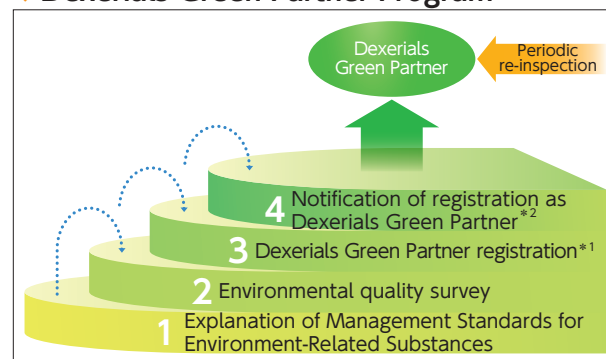 Dexerials Green Partner Program
Dexerials
Green Partner
Periodic
re-inspection
4 Notification of registration as
Dexerials Green Partner*2
3 Dexerials Green Partner registration*1
2 Environmental quality survey
1 Explanation of Management Standards for
Environment-Related Substances